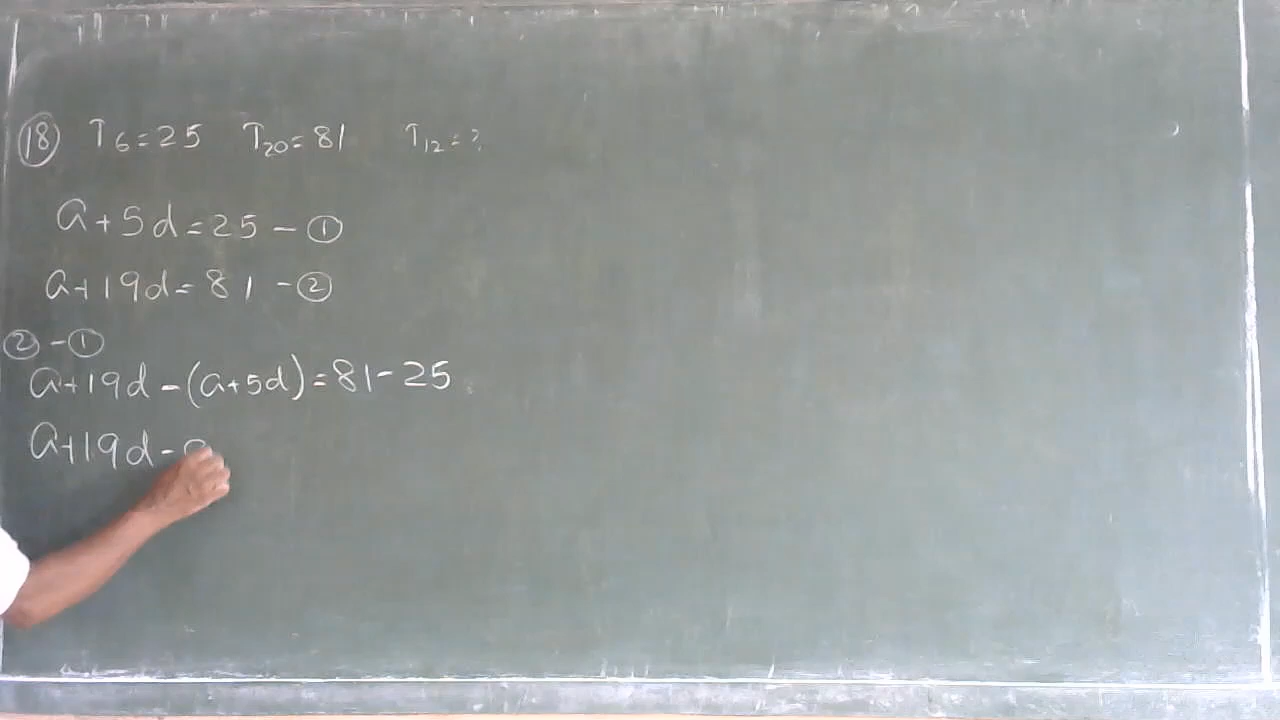 ⑱ T₆=25 T₂₀=81 T₁₂=?
a+5d=25-①
a+19d=81-②
②-①
a+19d-(a+5d)=81-25
a+19d-